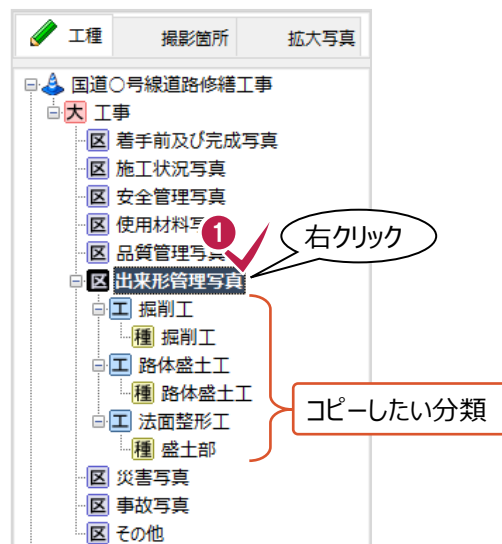 工種 撮影箇所 拡大写真
国道○号線道路修繕工事
大 工事
区 着手前及び完成写真
区 施工状況写真
区 安全管理写真
区 使用材料写真
1
右クリック
区 品質管理写真
区 出来形管理写真
工 掘削工
種 掘削工
工 路体盛土工
種 路体盛土工
コピーしたい分類
工 法面整形工
種 盛土部
区 災害写真
区 事故写真
区 その他